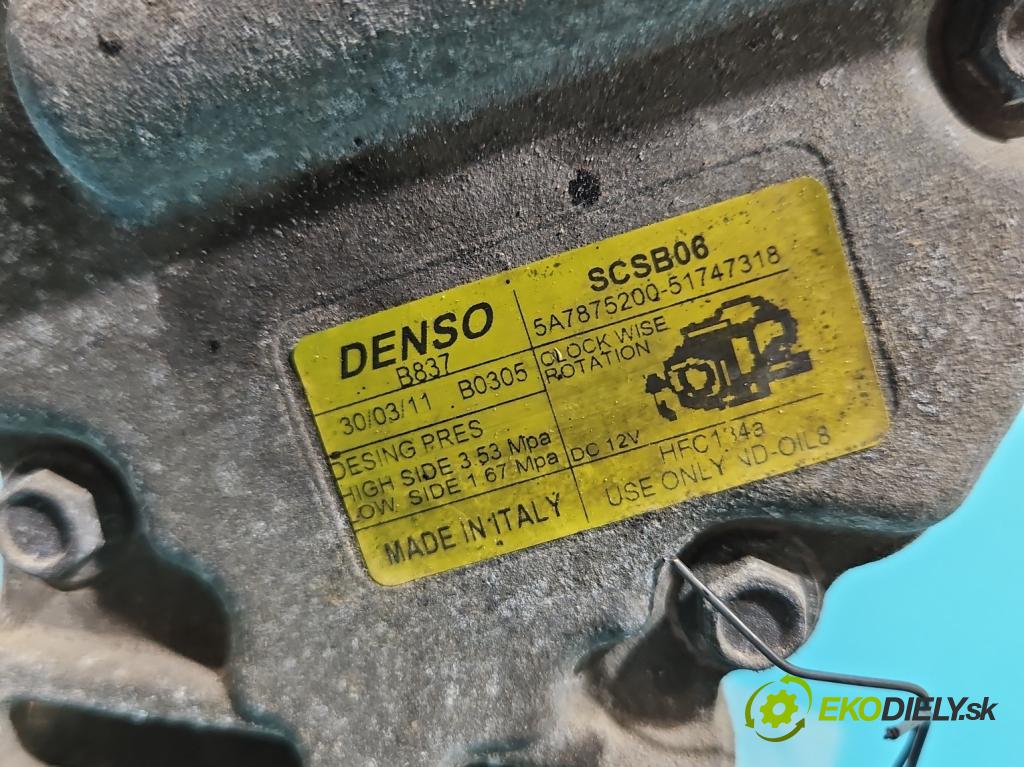 DENSO
B837
30/03/11 B0305
DESING PRES
HIGH SIDE 3.53 Mpa
LOW. SIDE 1.67 Mpa
MADE IN ITALY
SCSB06
5A7875200-51747318
CLOCK WISE
ROTATION
DC 12V
HFC134a
USE ONLY ND-OIL8
EKODIELY.sk